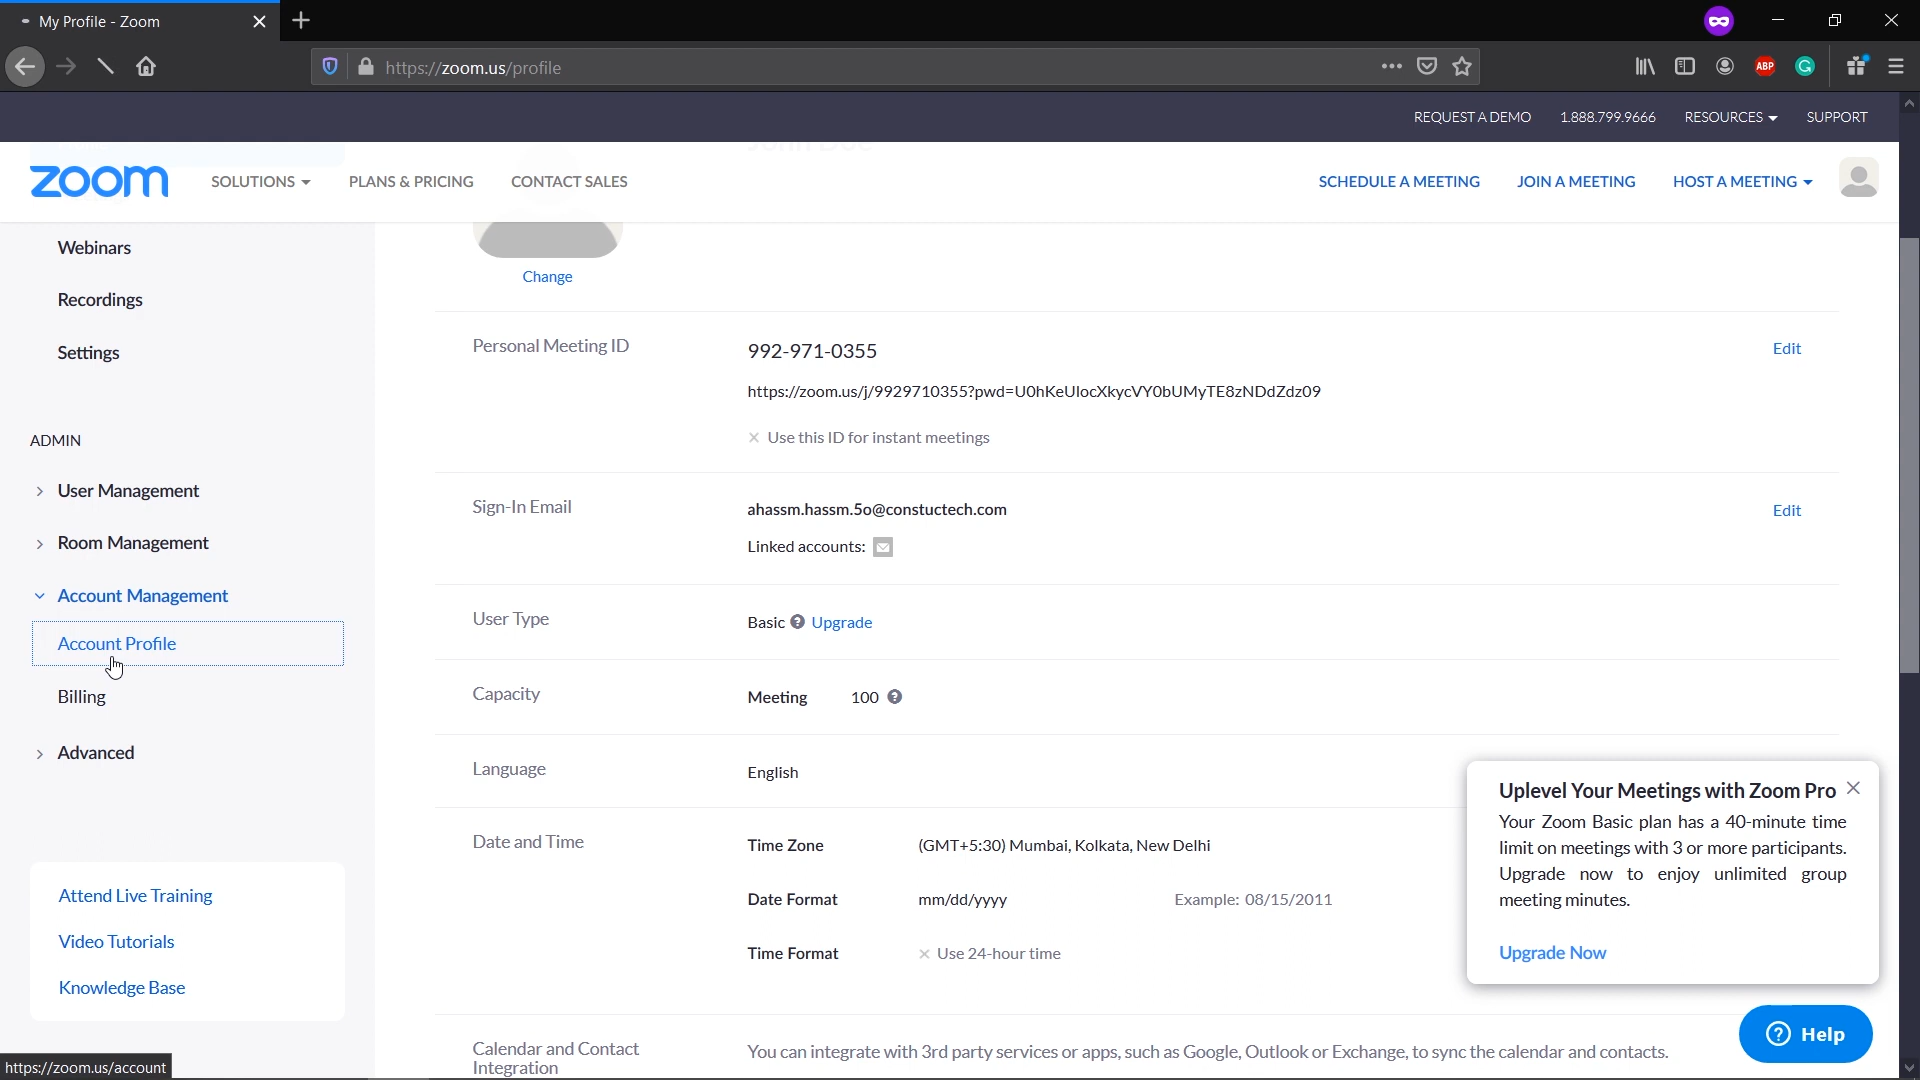 My Profile - Zoom
https://zoom.us/profile
ABP
REQUEST A DEMO 1.888.799.9666 RESOURCES SUPPORT
John Doe
zoom SOLUTIONS PLANS & PRICING CONTACT SALES SCHEDULE A MEETING JOIN A MEETING HOST A MEETING
Webinars
Recordings
Settings
ADMIN
User Management
Room Management
Account Management
Account Profile
Billing
Advanced
Attend Live Training
Video Tutorials
Knowledge Base
Change
Personal Meeting ID 992-971-0355 Edit
https://zoom.us/j/9929710355?pwd=U0hKeUlocXkycVY0bUMyTE8zNDdZdz09
× Use this ID for instant meetings
Sign-In Email ahassm.hassm.5o@constuctech.com Edit
Linked accounts:
User Type Basic Upgrade
Capacity Meeting 100
Language English
Date and Time Time Zone (GMT+5:30) Mumbai, Kolkata, New Delhi
Date Format mm/dd/yyyy Example: 08/15/2011
Time Format × Use 24-hour time
Calendar and Contact
Integration
You can integrate with 3rd party services or apps, such as Google, Outlook or Exchange, to sync the calendar and contacts.
Uplevel Your Meetings with Zoom Pro
Your Zoom Basic plan has a 40-minute time
limit on meetings with 3 or more participants.
Upgrade now to enjoy unlimited group
meeting minutes.
Upgrade Now
Help
https://zoom.us/account